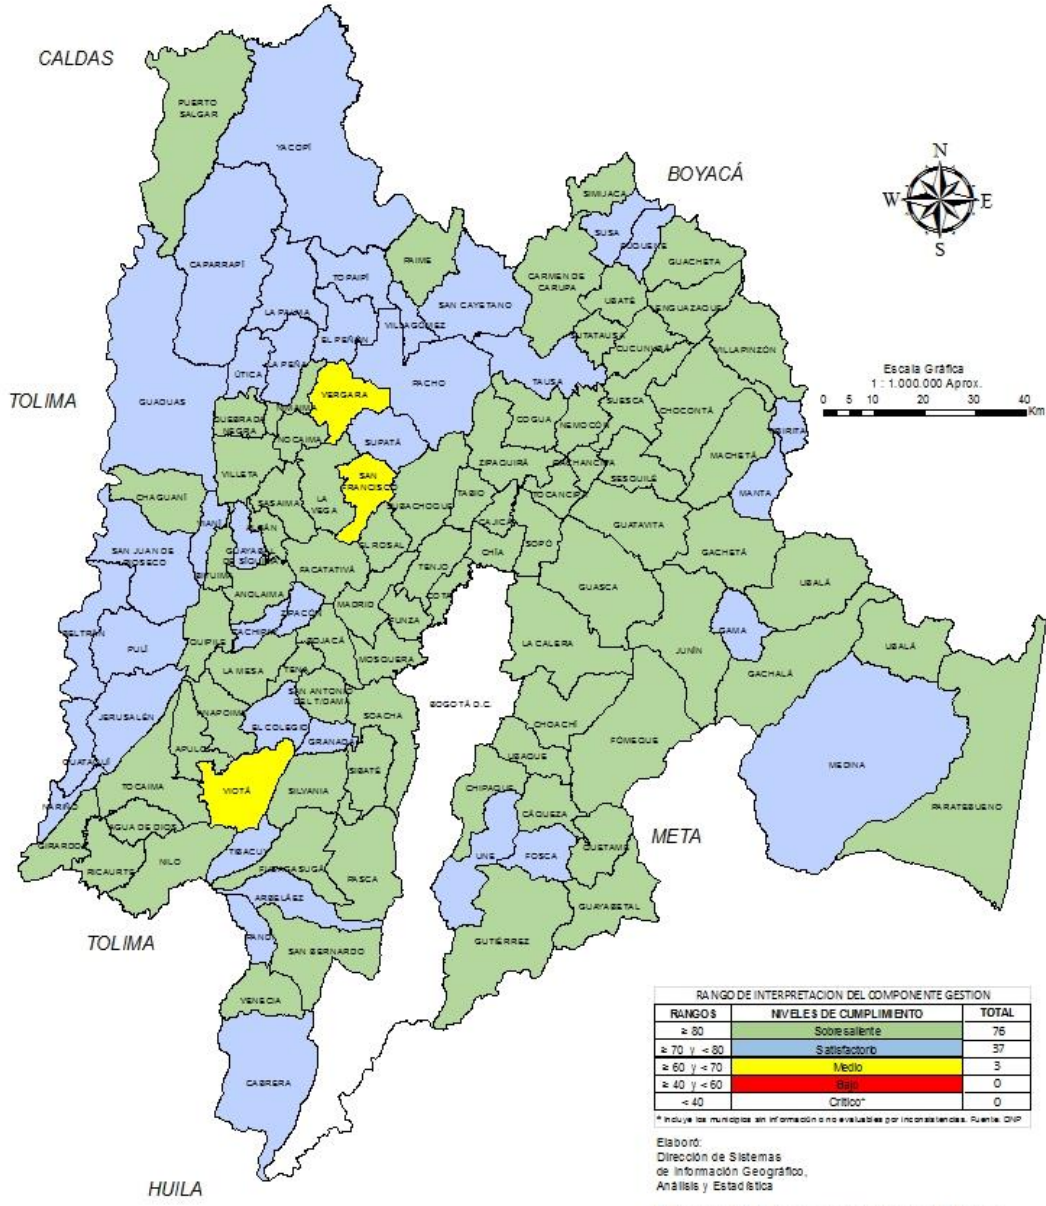 CALDAS
PUERTO
SALGAR
YACOPÍ
BOYACÁ
N
W E
S
SIMIJACA
SUSA
GUACHETA
CAPARRAPÍ
TOPAIPÍ
PAIME
CARMEN DE
CARUPA
UBATÉ
SAN CAYETANO
LA PALMA
VILLAGOMEZ
EL PEÑÓN
SUTATAUSA
CUCUNUBÁ
VILLAPINZÓN
ÚTICA
LA PEÑA
PACHO
TAUSA
Escala Gráfica
1 : 1.000.000 Aprox.
0 5 10 20 30 40
Km
TOLIMA
GUADUAS
VERGARA
SUESCA
CHOCONTÁ
QUEBRADA
NEGRA
NOCAIMA
SUPATÁ
COGUA
NEMOCÓN
MACHETÁ
VILLETA
ZIPAQUIRÁ
SAN
FRANCISCO
CHAGUANÍ
SASAIMA
LA
VEGA
SUBACHOQUE
TABIO
SESQUILÉ
MANTA
GUATAVITA
CAJICÁ
SAN JUAN DE
RIOSECO
GUAYABAL
DE SÍQUIMA
EL ROSAL
CHÍA
SOPÓ
GACHETÁ
FACATATIVÁ
TENJO
UBALÁ
GUASCA
ANOLAIMA
MADRID
COTA
FUNZA
ZIPACÓN
BELTRÁN
PULÍ
QUIPILE
CACHIPAY
BOJACÁ
MOSQUERA
LA CALERA
JUNÍN
GAMA
UBALÁ
LA MESA
TENA
GACHALÁ
SAN ANTONIO
DEL T/DAMA
BOGOTÁ D.C.
JERUSALÉN
ANAPOIMA
EL COLEGIO
SOACHA
CHOACHÍ
GRANADA
FÓMEQUE
APULO
UBAQUE
GUATAQUÍ
SIBATÉ
MEDINA
TOCAIMA
VIOTÁ
SILVANIA
CHIPAQUE
NARIÑO
CÁQUEZA
PARATEBUENO
AGUA DE DIOS
META
GIRARDOT
TIBACUY
QUETAME
NILO
UNE
FOSCA
RICAURTE
FUSAGASUGÁ
PASCA
ARBELÁEZ
GUAYABETAL
TOLIMA
GUTIÉRREZ
SAN BERNARDO
VENECIA
CABRERA
HUILA
RANGO DE INTERPRETACION DEL COMPONENTE GESTION
RANGOS NIVELES DE CUMPLIMIENTO TOTAL
≥ 80 Sobresaliente 76
≥ 70 y < 80 Satisfactorio 37
≥ 60 y < 70 Medio 3
≥ 40 y < 60 Bajo 0
< 40 Crítico* 0
* Incluye los municipios sin información o no evaluables por inconsistencias. Fuente. DNP
Elaboró:
Dirección de Sistemas
de Información Geográfico,
Análisis y Estadística